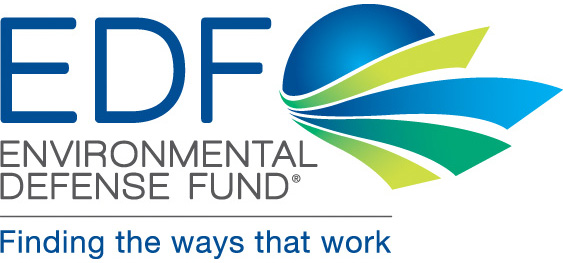 EDF
ENVIRONMENTAL
DEFENSE FUND®
Finding the ways that work